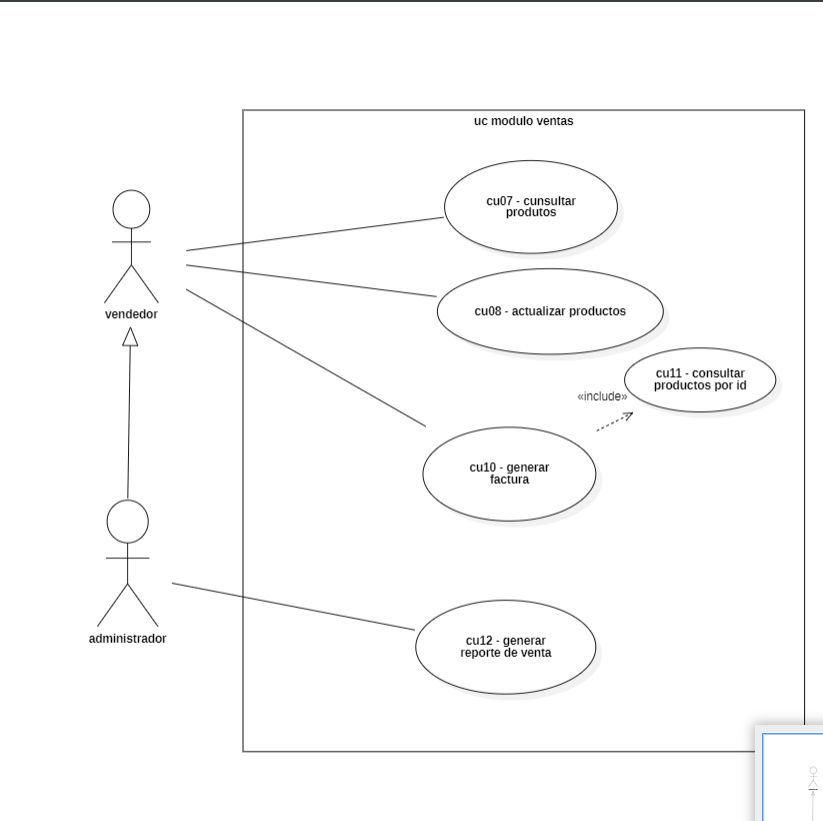 uc modulo ventas
cu07 - cunsultar
produtos
vendedor
cu08 - actualizar productos
cu11 - consultar
productos por id
«include»
cu10 - generar
factura
administrador
cu12 - generar
reporte de venta